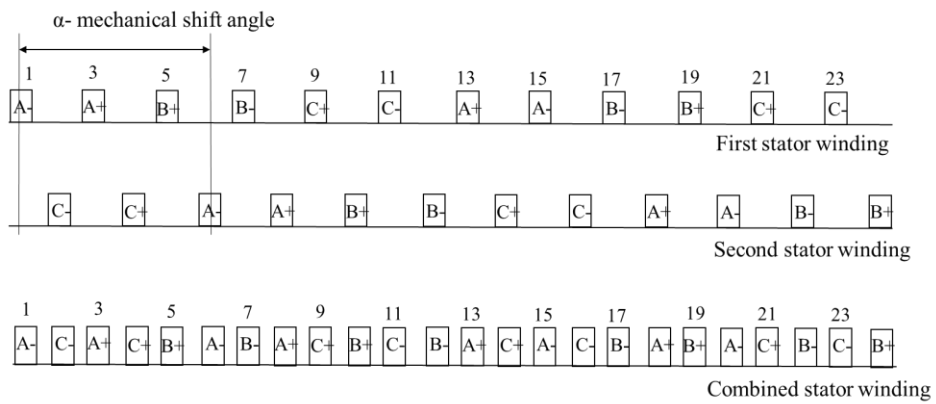 α- mechanical shift angle
1 3 5 7 9 11 13 15 17 19 21 23
A- A+ B+ B- C+ C- A+ A- B- B+ C+ C-
First stator winding
C- C+ A- A+ B+ B- C+ C- A+ A- B- B+
Second stator winding
1 3 5 7 9 11 13 15 17 19 21 23
A- C- A+ C+ B+ A- B- A+ C+ B+ C- B- A+ C+ A- C- B- A+ B+ A- C+ B- C- B+
Combined stator winding